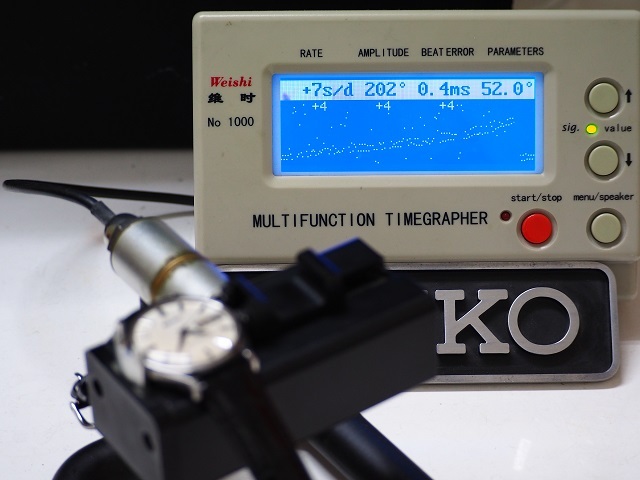 RATE AMPLITUDE BEAT ERROR PARAMETERS
Weishi
维 时
No 1000
+7s/d 202° 0.4ms 52.0°
+4 +4 +4
sig. value
start/stop menu/speaker
MULTIFUNCTION TIMEGRAPHER
KO